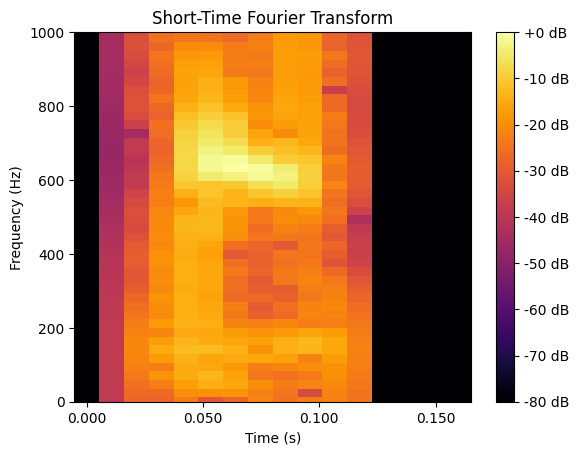 Short-Time Fourier Transform
1000
800
600
400
200
0
Frequency (Hz)
0.000
0.050
0.100
0.150
Time (s)
+0 dB
-10 dB
-20 dB
-30 dB
-40 dB
-50 dB
-60 dB
-70 dB
-80 dB